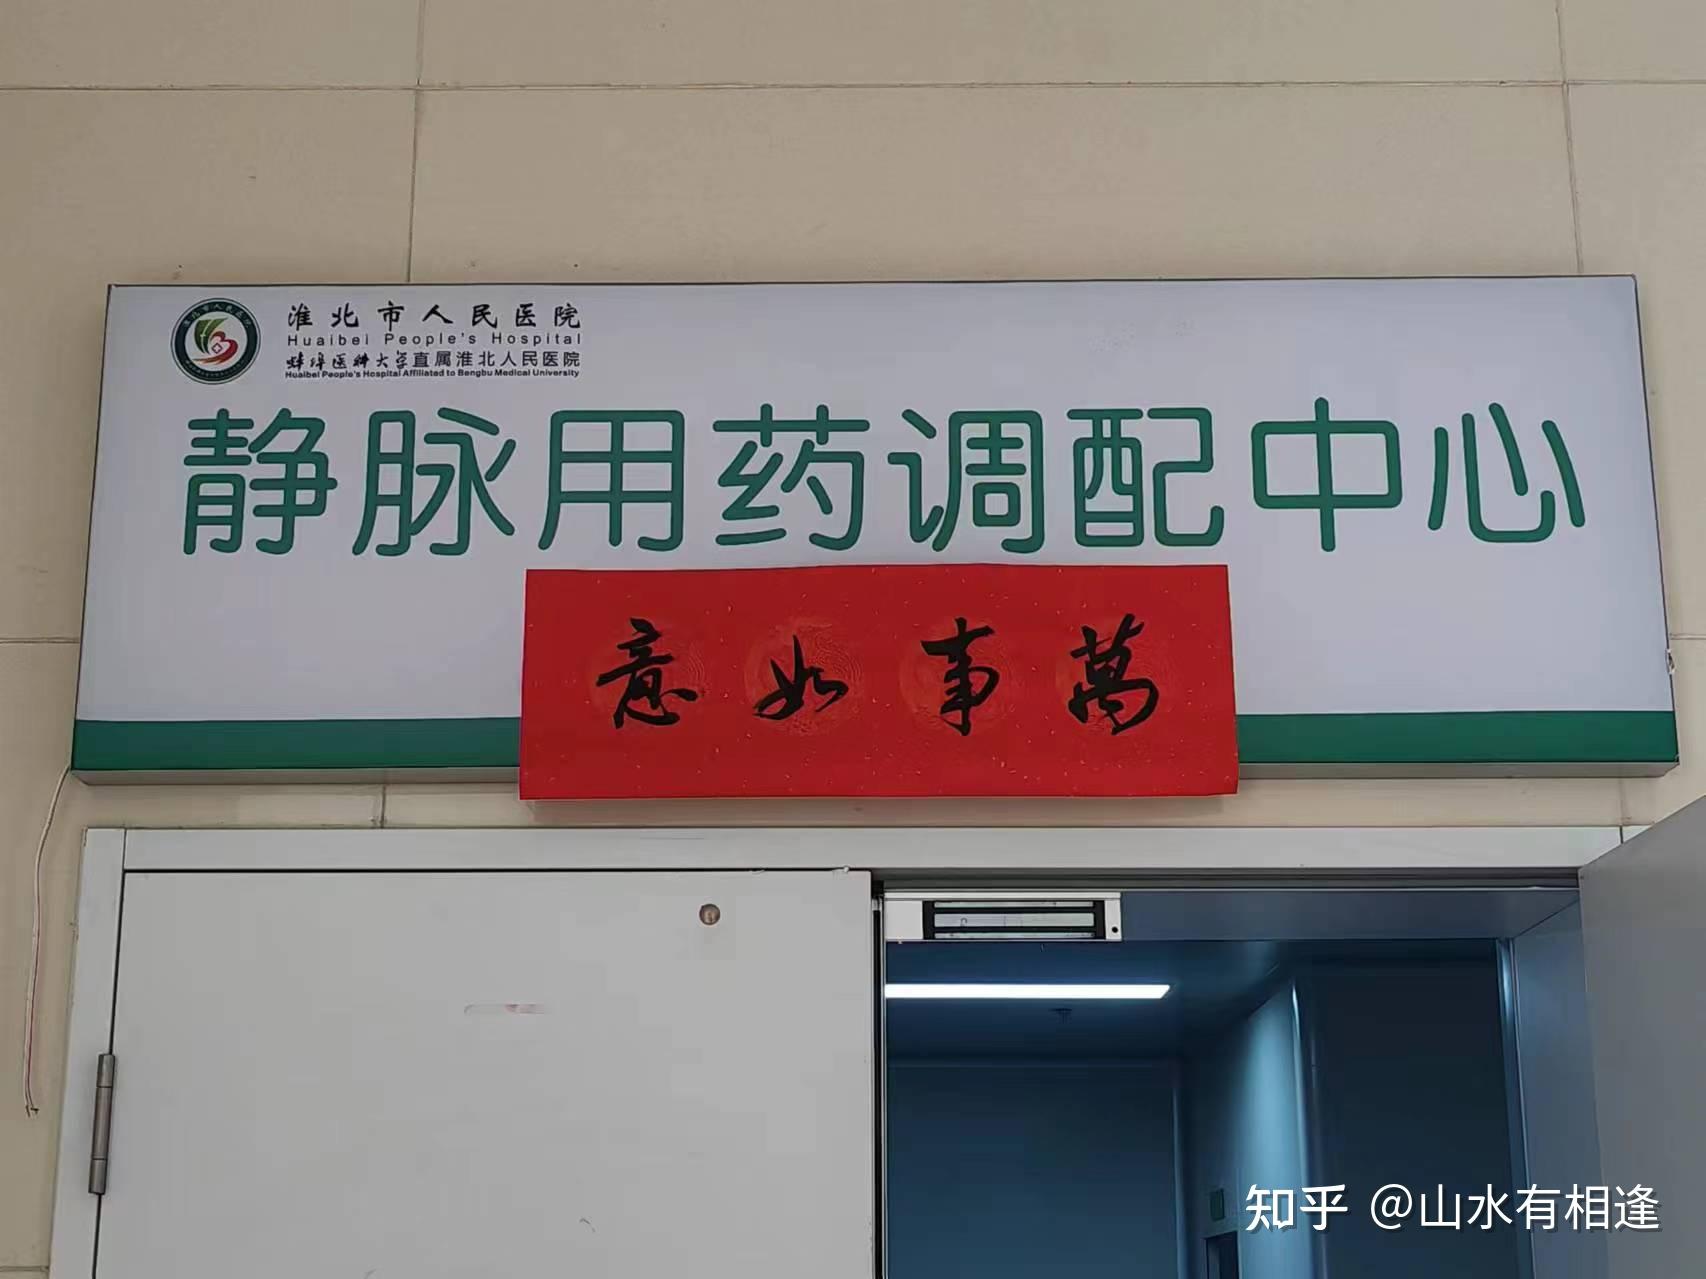 淮北市人民医院
Huaibei People's Hospital
蚌埠医科大学直属淮北人民医院
Huaibei People's Hospital Affiliated to Bengbu Medical University
静脉用药调配中心
萬事如意
知乎 @山水有相逢